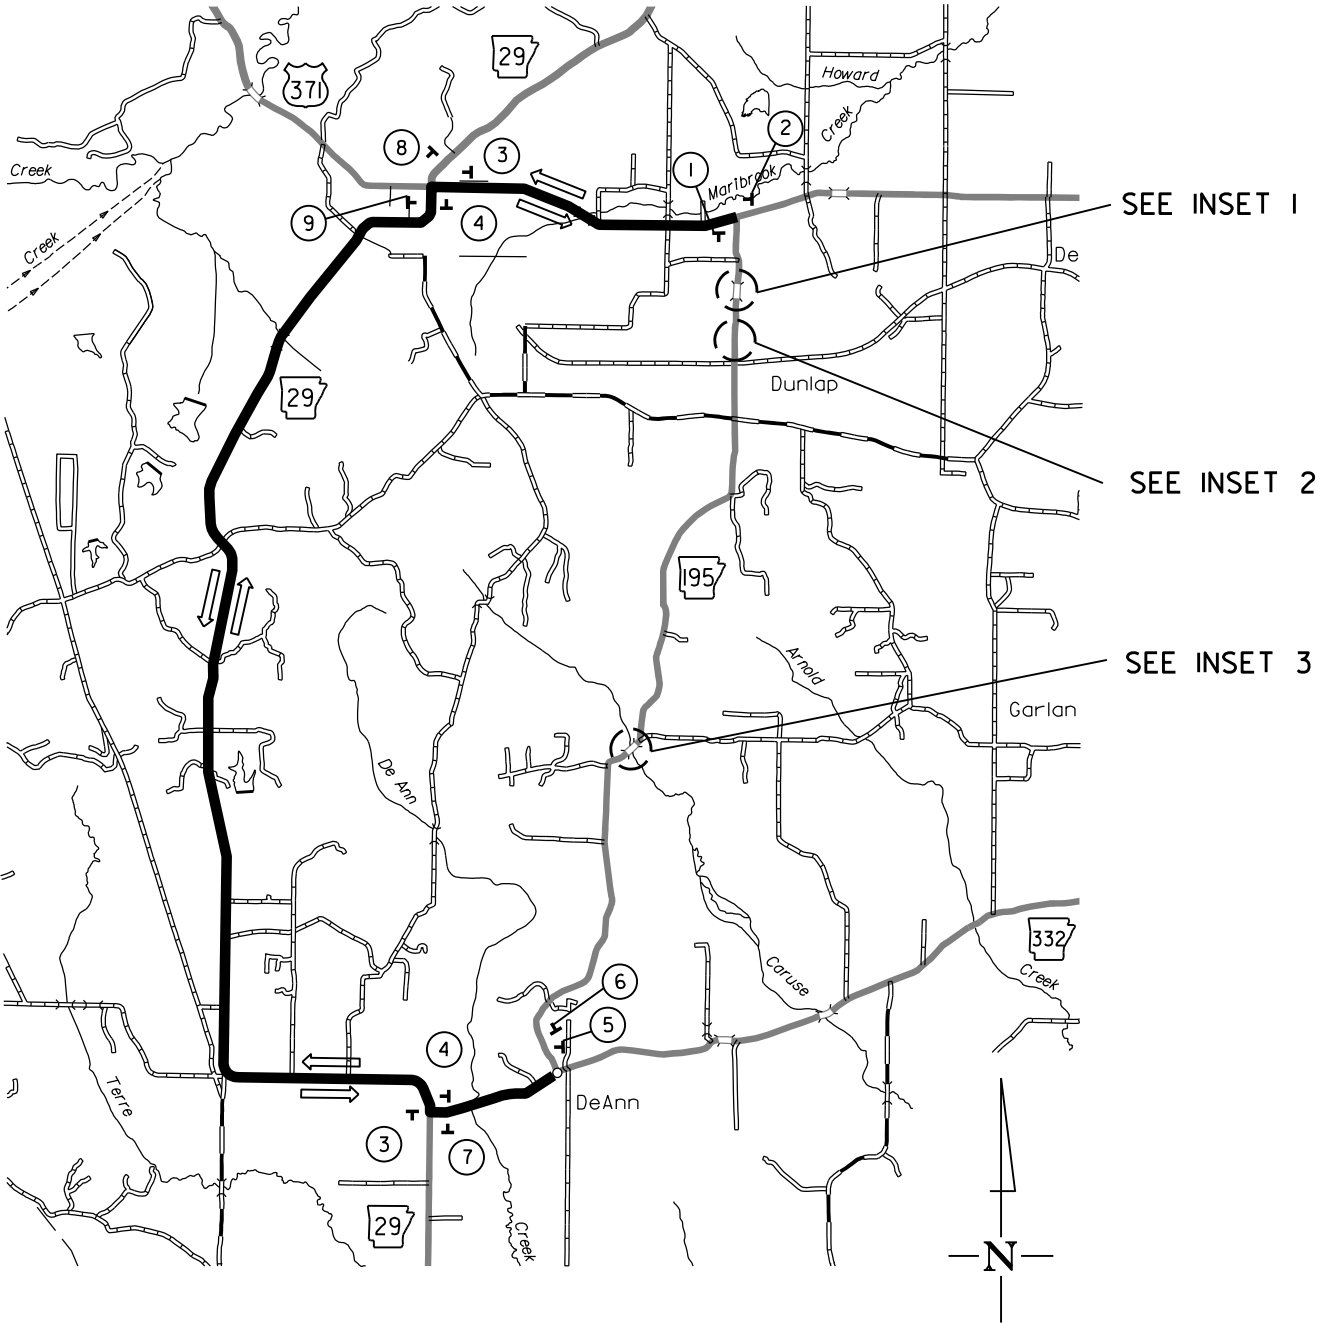 29
371
Howard
Creek
2
8
3
1
Maribrook
Creek
9
4
SEE INSET 1
Creek
De
29
Dunlap
SEE INSET 2
195
Arnold
SEE INSET 3
Garlan
De Ann
332
Caruse
Creek
6
5
4
Terre
DeAnn
3
7
29
Creek
N